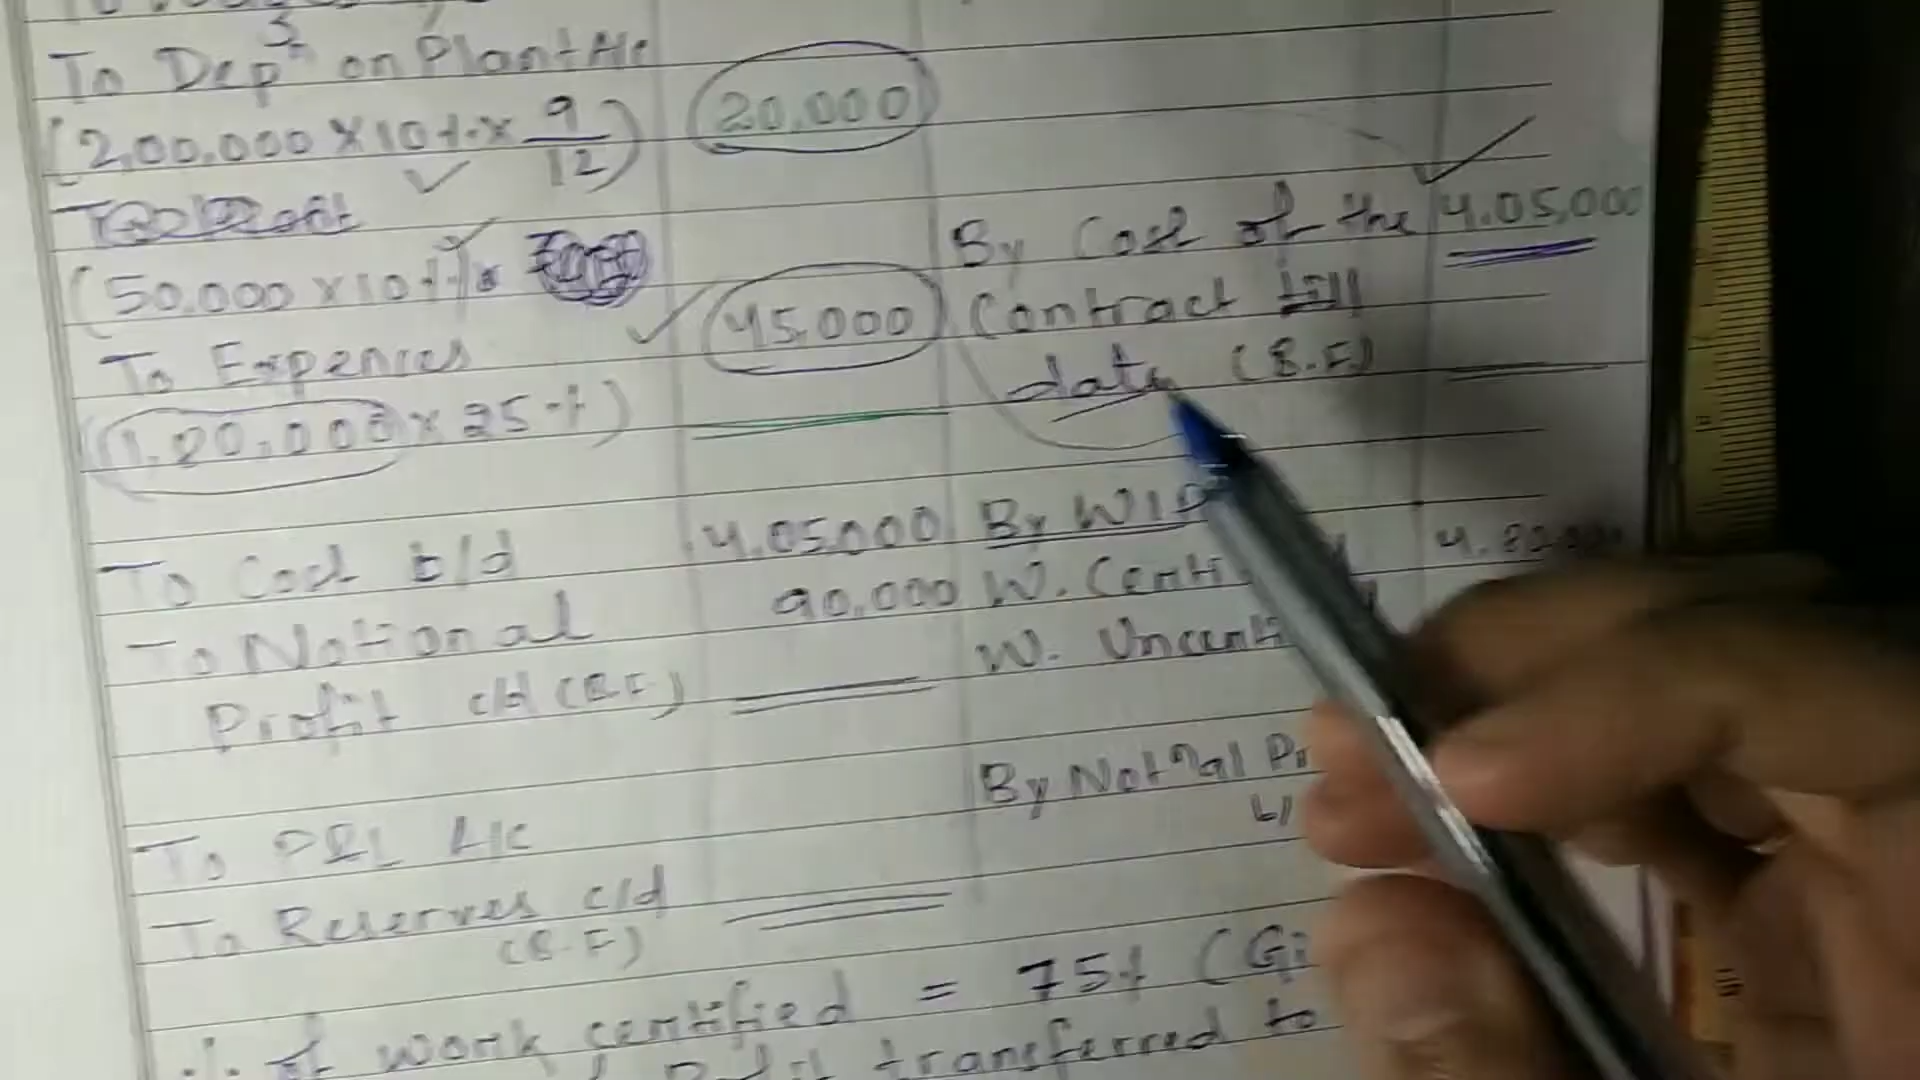 To Depn on Plant A/c
(2,00,000 × 10% × 9/12) 20,000
(50,000 × 10%)
To Expenses 45,000
(1,20,000 × 25%)
By Cost of the 4,05,000
Contract till
date (B.F)
To Cost b/d 4,05,000
To Notional 90,000
Profit c/d (B.F)
By WIP
W. Certi
W. Uncerti
To P&L A/c
To Reserves c/d
(B.F)
By Notnal Pr
% of work certified = 75% (Gi
transferred to